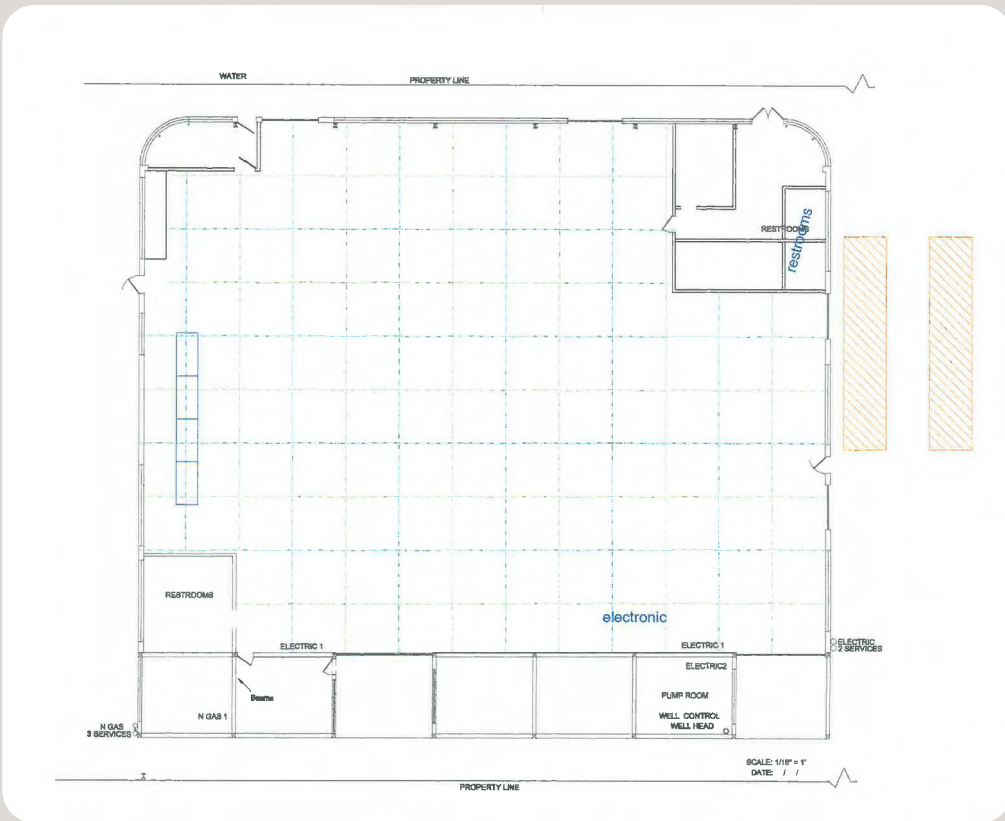 WATER
PROPERTY LINE
RESTROOMS
restrooms
RESTROOMS
electronic
ELECTRIC 1
ELECTRIC 1
ELECTRIC
2 SERVICES
ELECTRIC2
PUMP ROOM
Beams
N GAS 1
WELL CONTROL
WELL HEAD
N GAS
3 SERVICES
SCALE: 1/16" = 1'
DATE: / /
PROPERTY LINE